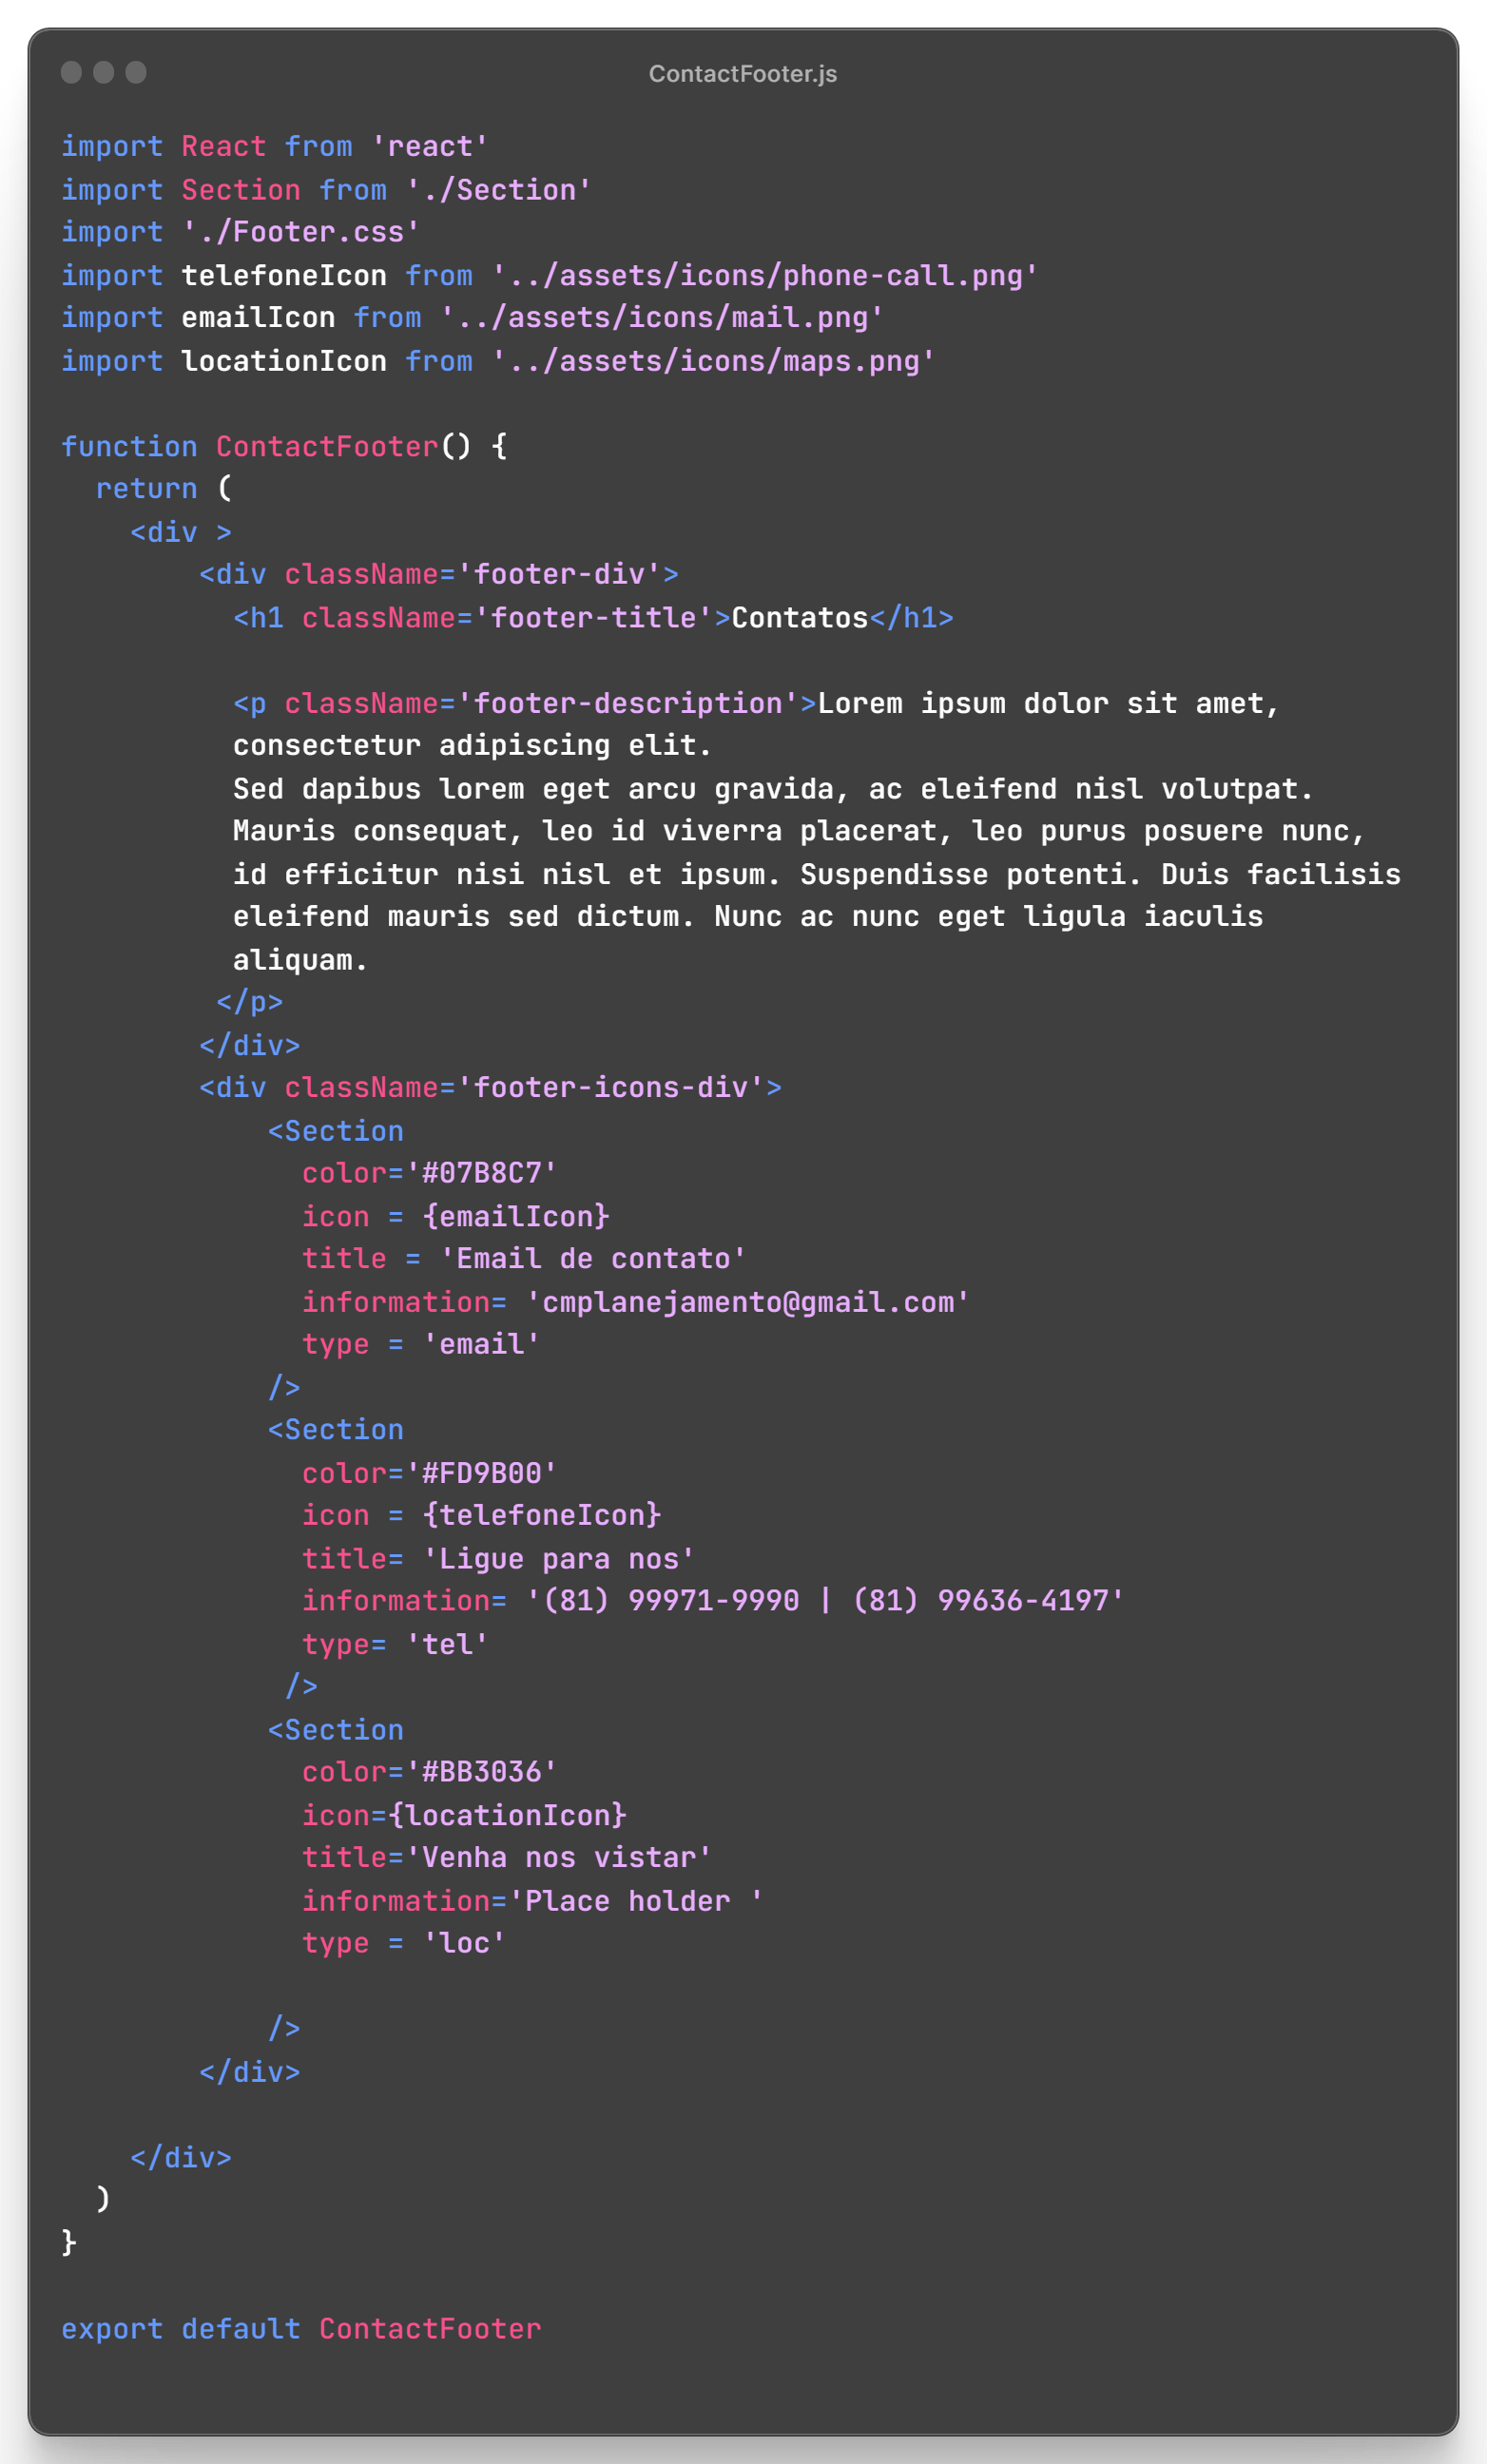 ContactFooter.js
import React from 'react'
import Section from './Section'
import './Footer.css'
import telefoneIcon from '../assets/icons/phone-call.png'
import emailIcon from '../assets/icons/mail.png'
import locationIcon from '../assets/icons/maps.png'

function ContactFooter() {
  return (
    <div >
        <div className='footer-div'>
          <h1 className='footer-title'>Contatos</h1>

          <p className='footer-description'>Lorem ipsum dolor sit amet,
          consectetur adipiscing elit.
          Sed dapibus lorem eget arcu gravida, ac eleifend nisl volutpat.
          Mauris consequat, leo id viverra placerat, leo purus posuere nunc,
          id efficitur nisi nisl et ipsum. Suspendisse potenti. Duis facilisis
          eleifend mauris sed dictum. Nunc ac nunc eget ligula iaculis
          aliquam.
         </p>
        </div>
        <div className='footer-icons-div'>
            <Section
              color='#07B8C7'
              icon = {emailIcon}
              title = 'Email de contato'
              information= 'cmplanejamento@gmail.com'
              type = 'email'
            />
            <Section
              color='#FD9B00'
              icon = {telefoneIcon}
              title= 'Ligue para nos'
              information= '(81) 99971-9990 | (81) 99636-4197'
              type= 'tel'
             />
            <Section
              color='#BB3036'
              icon={locationIcon}
              title='Venha nos vistar'
              information='Place holder '
              type = 'loc'

            />
        </div>

    </div>
  )
}

export default ContactFooter